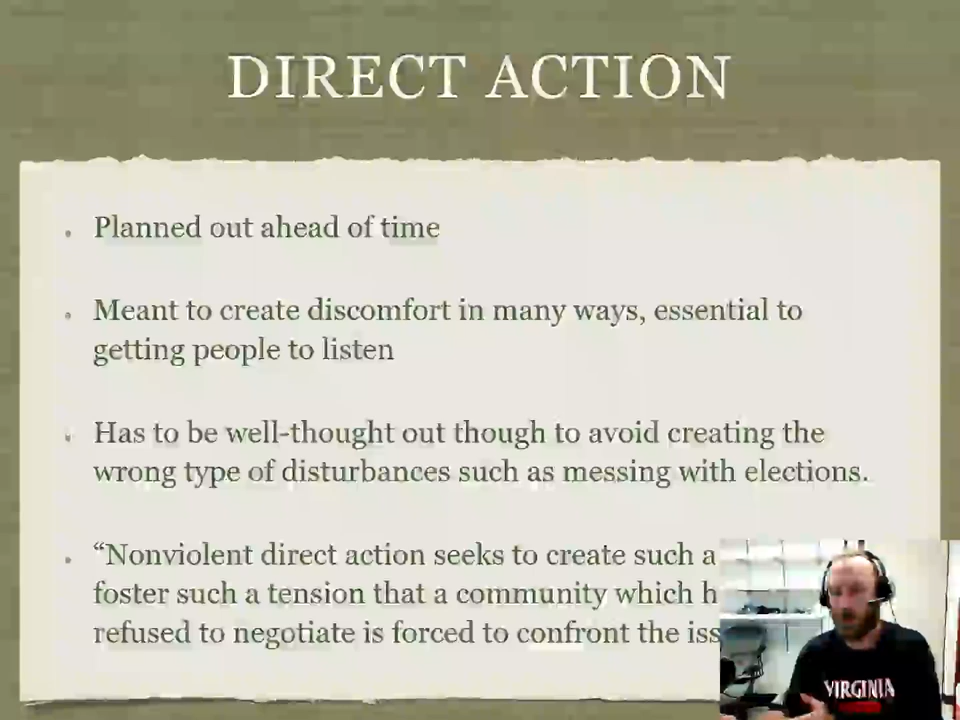 DIRECT ACTION
Planned out ahead of time
Meant to create discomfort in many ways, essential to
getting people to listen
Has to be well-thought out though to avoid creating the
wrong type of disturbances such as messing with elections.
“Nonviolent direct action seeks to create such a
foster such a tension that a community which h
refused to negotiate is forced to confront the iss
VIRGINIA